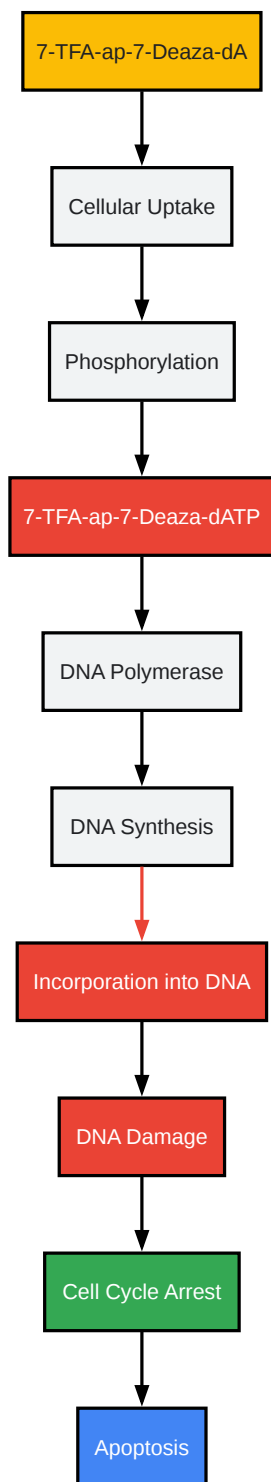 7-TFA-ap-7-Deaza-dA
Cellular Uptake
Phosphorylation
7-TFA-ap-7-Deaza-dATP
DNA Polymerase
DNA Synthesis
Incorporation into DNA
DNA Damage
Cell Cycle Arrest
Apoptosis